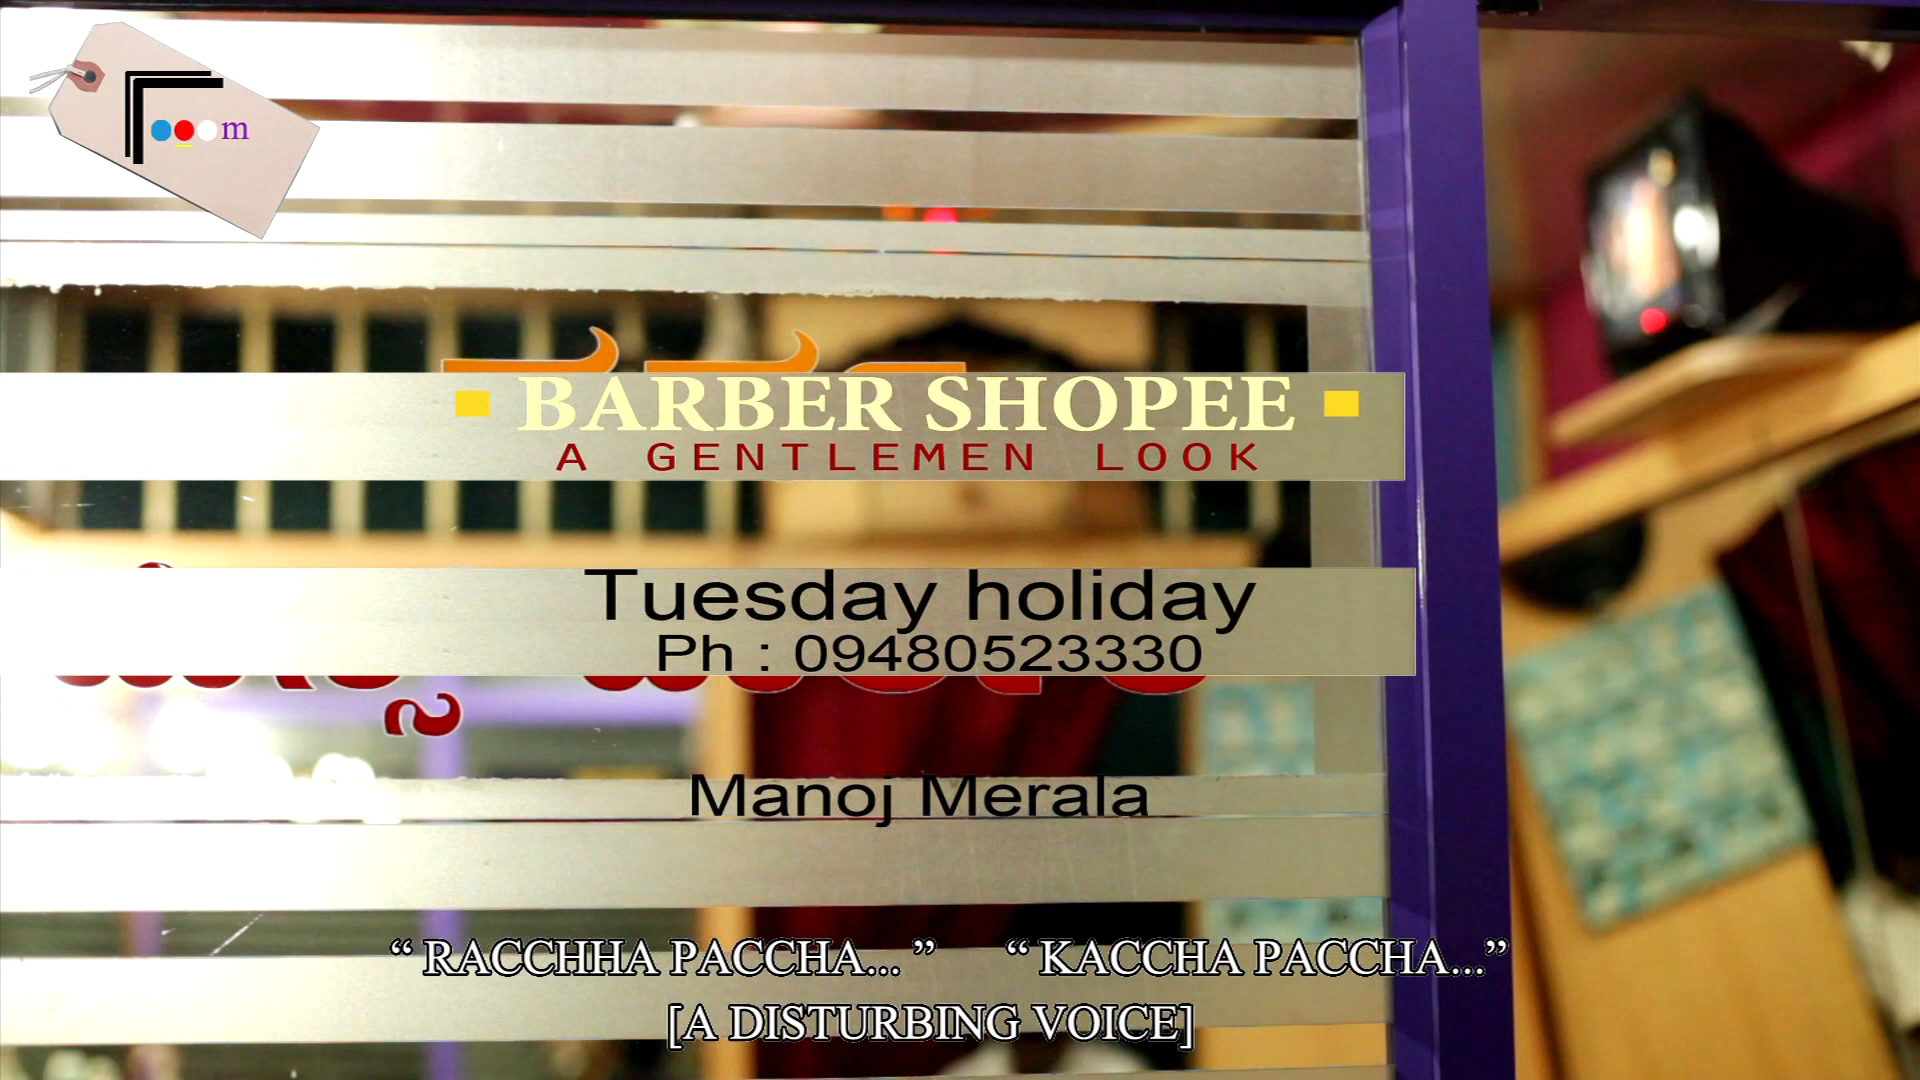 m
BARBER SHOPEE
A GENTLEMEN LOOK
Tuesday holiday
Ph : 09480523330
Manoj Merala
“ RACCHHA PACCHA... ” “ KACCHA PACCHA...”
[A DISTURBING VOICE]